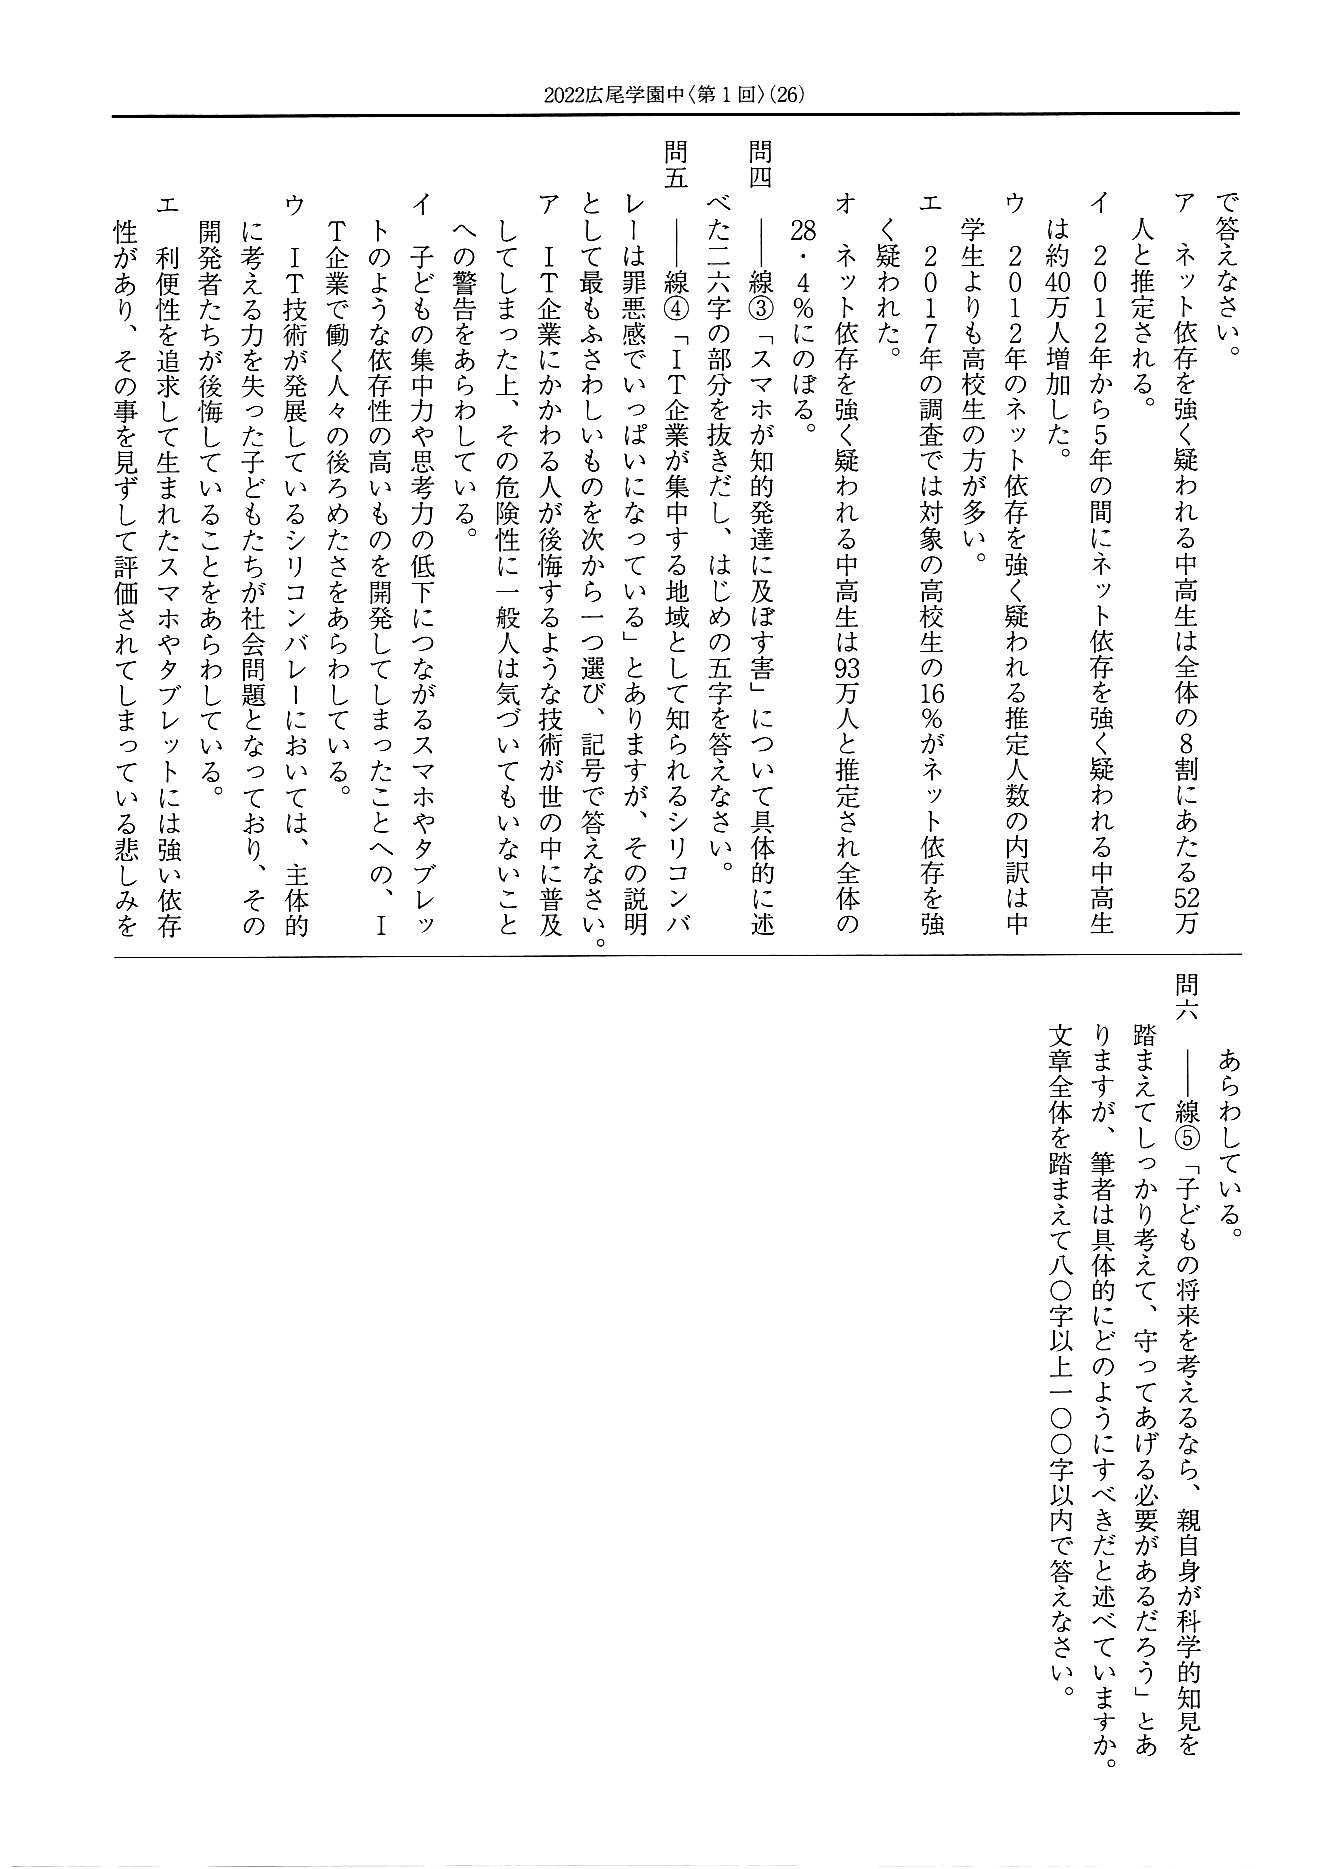 2022広尾学園中〈第1回〉(26)
で答えなさい。
ア　ネット依存を強く疑われる中高生は全体の8割にあたる52万
人と推定される。
イ　2012年から5年の間にネット依存を強く疑われる中高生
は約40万人増加した。
ウ　2012年のネット依存を強く疑われる推定人数の内訳は中
学生よりも高校生の方が多い。
エ　2017年の調査では対象の高校生の16％がネット依存を強
く疑われた。
オ　ネット依存を強く疑われる中高生は93万人と推定され全体の
28・4％にのぼる。
問四　――線③「スマホが知的発達に及ぼす害」について具体的に述
べた二六字の部分を抜きだし、はじめの五字を答えなさい。
問五　――線④「IT企業が集中する地域として知られるシリコンバ
レーは罪悪感でいっぱいになっている」とありますが、その説明
として最もふさわしいものを次から一つ選び、記号で答えなさい。
ア　IT企業にかかわる人が後悔するような技術が世の中に普及
してしまった上、その危険性に一般人は気づいてもいないこと
への警告をあらわしている。
イ　子どもの集中力や思考力の低下につながるスマホやタブレッ
トのような依存性の高いものを開発してしまったことへの、I
T企業で働く人々の後ろめたさをあらわしている。
ウ　IT技術が発展しているシリコンバレーにおいては、主体的
に考える力を失った子どもたちが社会問題となっており、その
開発者たちが後悔していることをあらわしている。
エ　利便性を追求して生まれたスマホやタブレットには強い依存
性があり、その事を見ずして評価されてしまっている悲しみを
あらわしている。
問六　――線⑤「子どもの将来を考えるなら、親自身が科学的知見を
踏まえてしっかり考えて、守ってあげる必要があるだろう」とあ
りますが、筆者は具体的にどのようにすべきだと述べていますか。
文章全体を踏まえて八〇字以上一〇〇字以内で答えなさい。